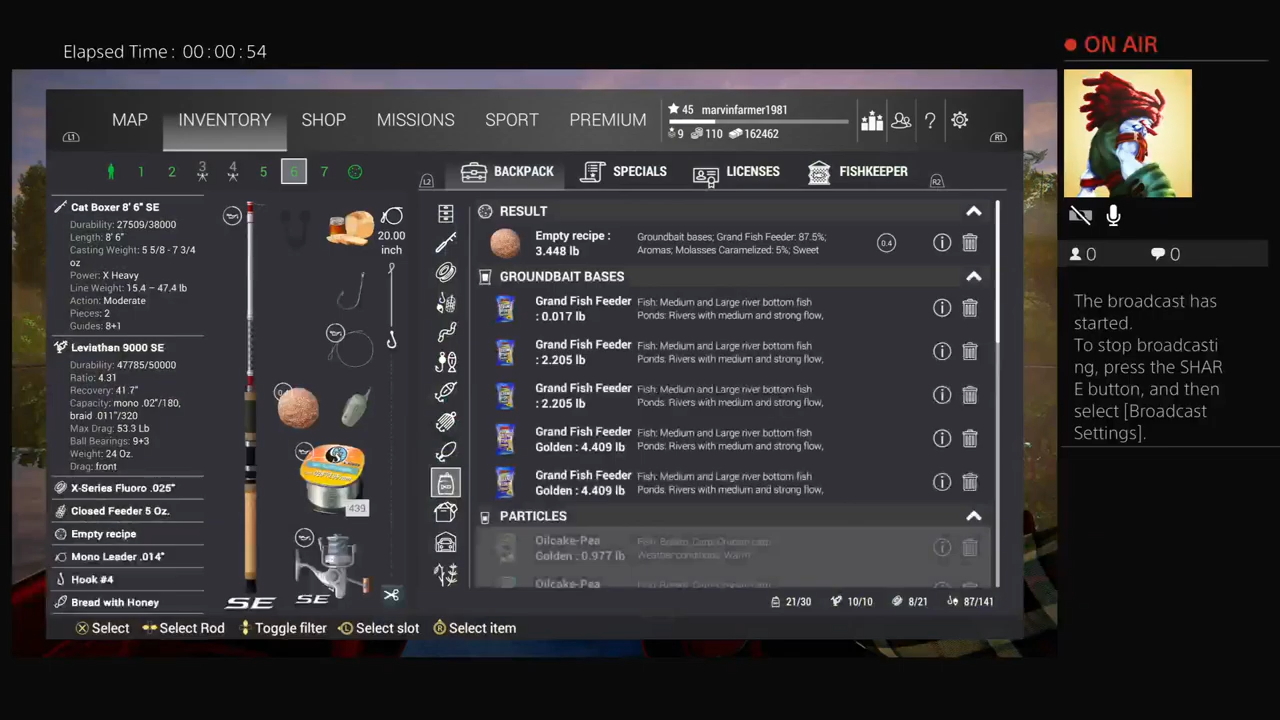 Elapsed Time : 00:00:54
ON AIR
MAP INVENTORY SHOP MISSIONS SPORT PREMIUM
45 marvinfarmer1981
9 110 162462
L1
R1
1 2 3 4 5 6 7
L2 BACKPACK SPECIALS LICENSES FISHKEEPER R2
Cat Boxer 8' 6" SE
Durability: 27509/38000
Length: 8' 6"
Casting Weight: 5 5/8 - 7 3/4
oz
Power: X Heavy
Line Weight: 15.4 – 47.4 lb
Action: Moderate
Pieces: 2
Guides: 8+1
Leviathan 9000 SE
Durability: 47785/50000
Ratio: 4.31
Recovery: 41.7"
Capacity: mono .02"/180,
braid .011"/320
Max Drag: 53.3 Lb
Ball Bearings: 9+3
Weight: 24 Oz.
Drag: front
X-Series Fluoro .025"
Closed Feeder 5 Oz.
Empty recipe
Mono Leader .014"
Hook #4
Bread with Honey
20.00
inch
439
SE
SE
RESULT
Empty recipe :
3.448 lb
Groundbait bases; Grand Fish Feeder: 87.5%;
Aromas; Molasses Caramelized: 5%; Sweet
0.4
GROUNDBAIT BASES
Grand Fish Feeder
: 0.017 lb
Fish: Medium and Large river bottom fish
Ponds: Rivers with medium and strong flow,
Grand Fish Feeder
: 2.205 lb
Fish: Medium and Large river bottom fish
Ponds: Rivers with medium and strong flow,
Grand Fish Feeder
: 2.205 lb
Fish: Medium and Large river bottom fish
Ponds: Rivers with medium and strong flow,
Grand Fish Feeder
Golden : 4.409 lb
Fish: Medium and Large river bottom fish
Ponds: Rivers with medium and strong flow,
Grand Fish Feeder
Golden : 4.409 lb
Fish: Medium and Large river bottom fish
Ponds: Rivers with medium and strong flow,
PARTICLES
Oilcake-Pea
Golden : 0.977 lb
Weather conditions: Warm
Oilcake-Pea
21/30 10/10 8/21 87/141
Select Select Rod Toggle filter Select slot Select item
0 0
The broadcast has
started.
To stop broadcasti
ng, press the SHAR
E button, and then
select [Broadcast
Settings].